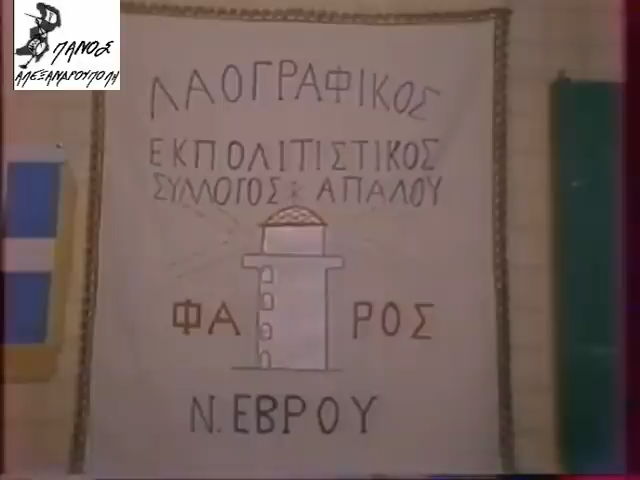 ΠΑΝΟΣ
ΑΛΕΞΑΝΔΡΟΥΠΟΛΗ
ΛΑΟΓΡΑΦΙΚΟΣ
ΕΚΠΟΛΙΤΙΣΤΙΚΟΣ
ΣΥΛΛΟΓΟΣ ΑΠΑΛΟΥ
ΦΑ ΡΟΣ
Ν. ΕΒΡΟΥ